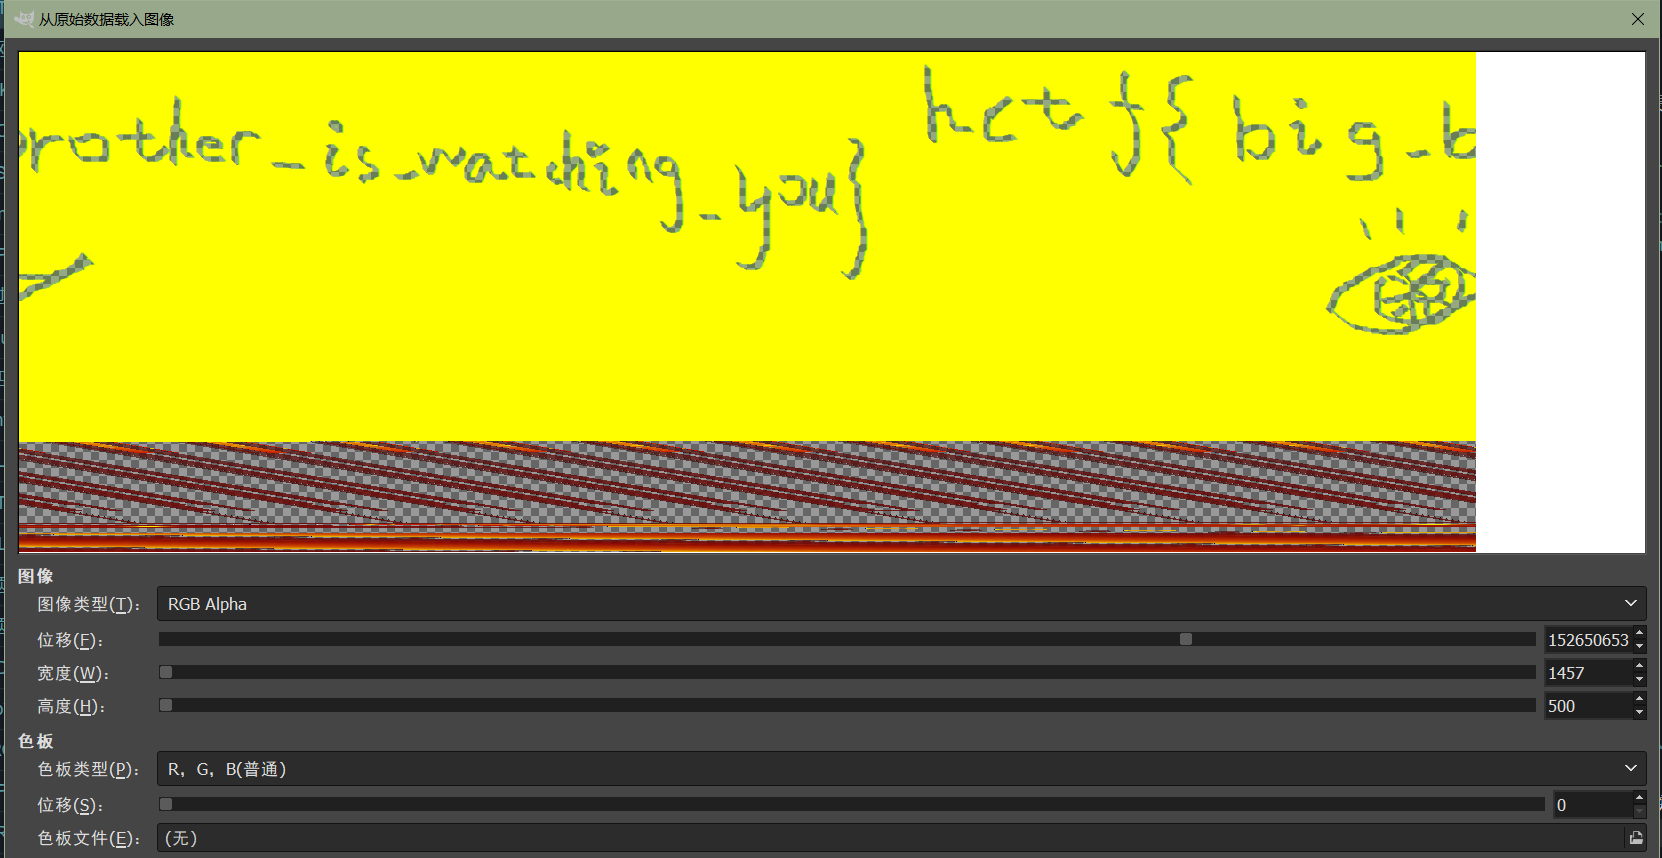 从原始数据载入图像
hctf{big_b
rother_is_watching_you}
图像
图像类型(T): RGB Alpha
位移(F): 152650653
宽度(W): 1457
高度(H): 500
色板
色板类型(P): R，G，B(普通)
位移(S): 0
色板文件(E): (无)